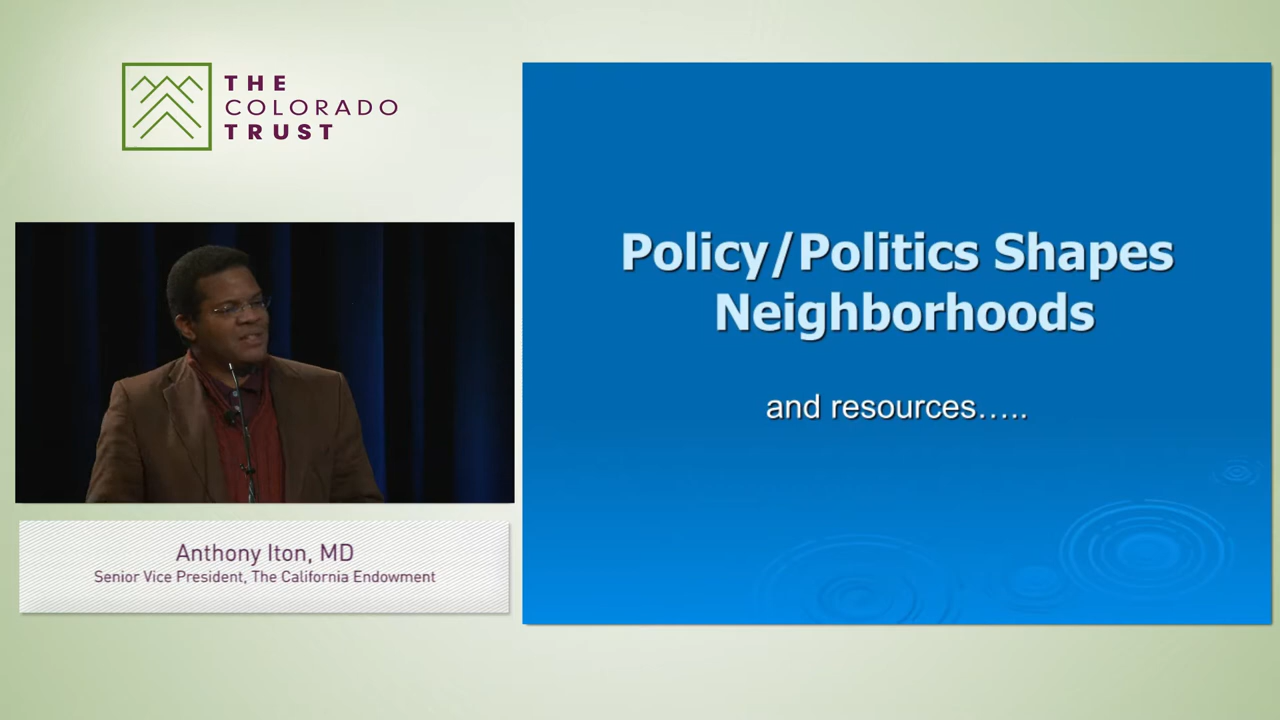 THE
COLORADO
TRUST
Policy/Politics Shapes
Neighborhoods
and resources…..
Anthony Iton, MD
Senior Vice President, The California Endowment